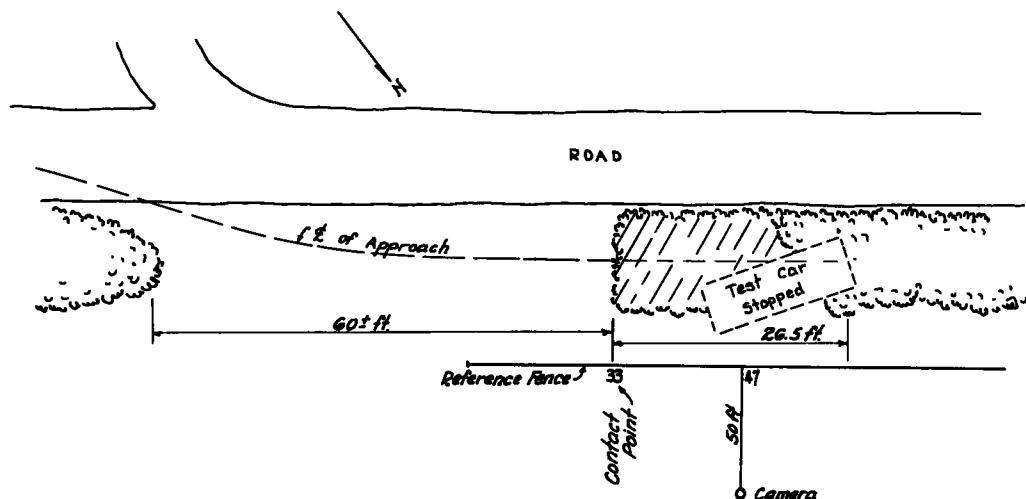 N
ROAD
℄ of Approach
Test Car
Stopped
60± ft.
26.5 ft.
Reference Fence
33
47
Contact
Point
50 ft
Camera